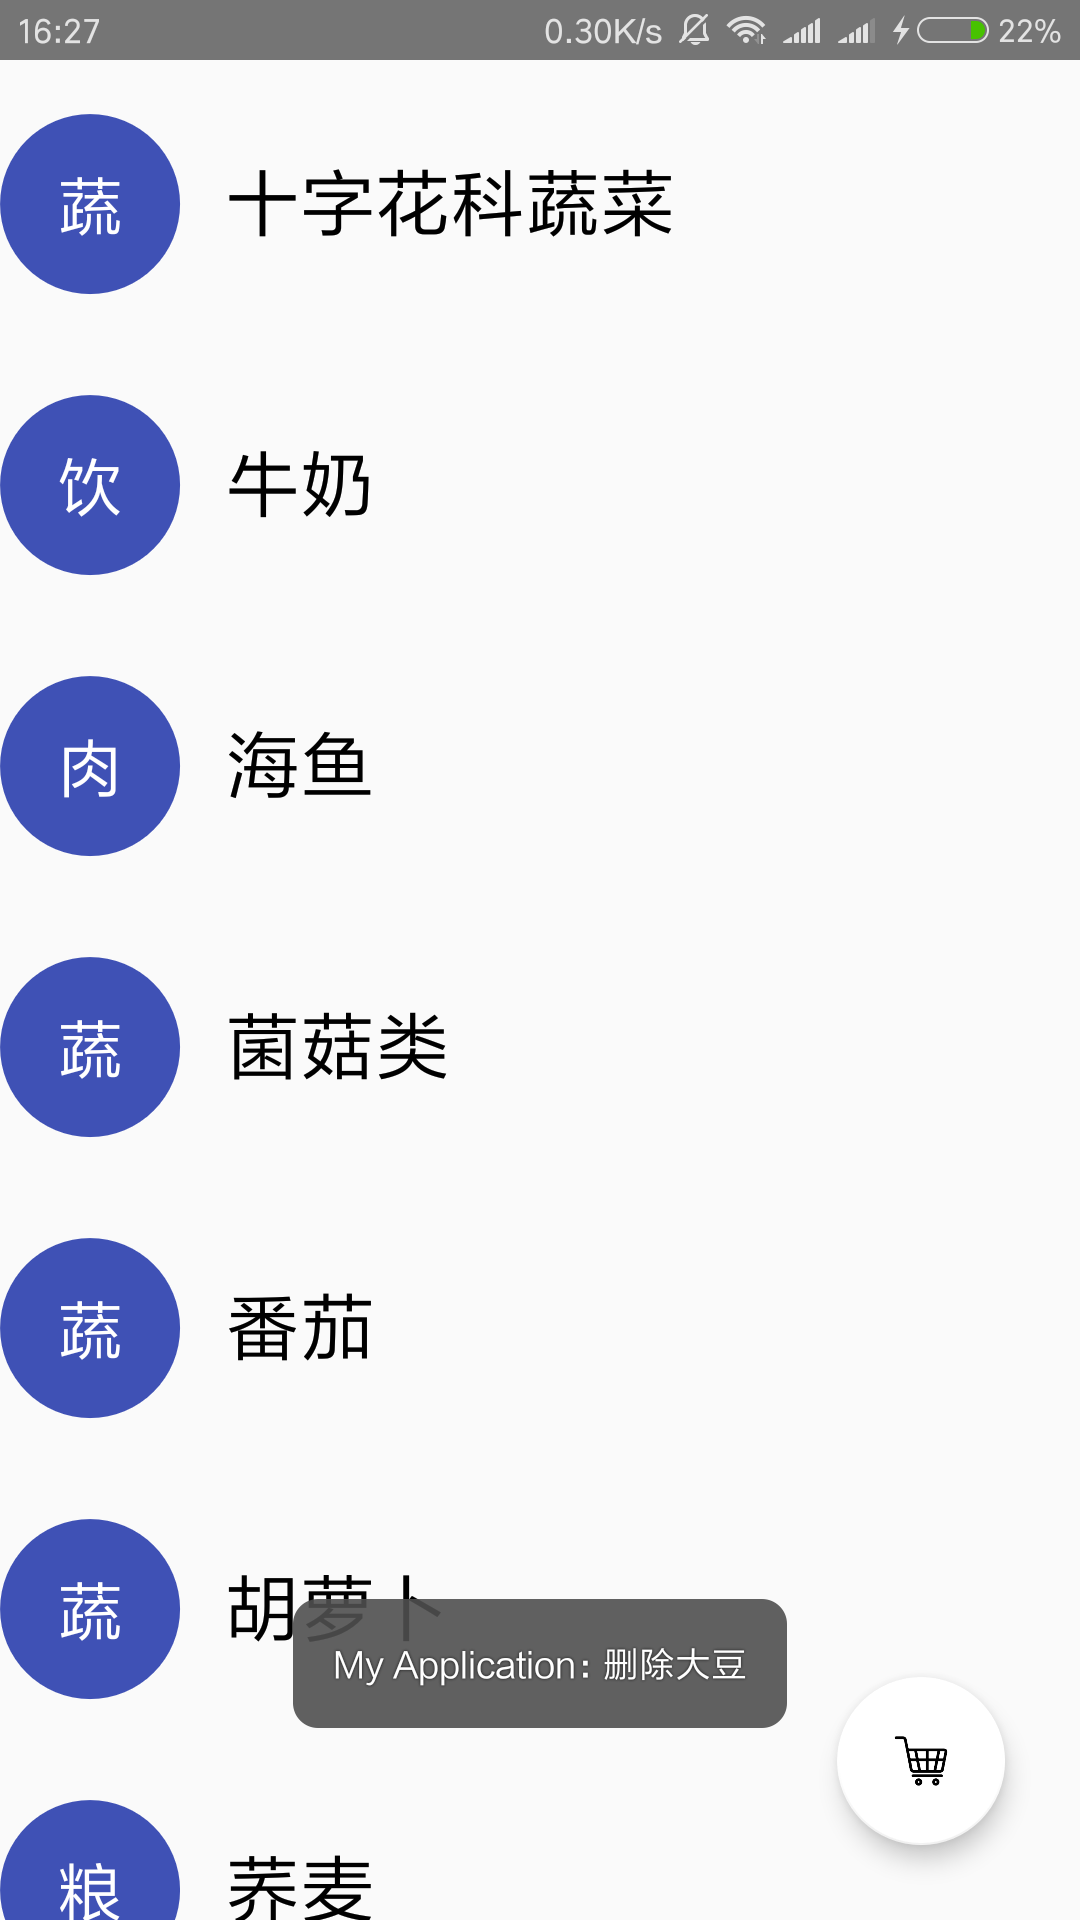 16:27 0.30K/s 22%
蔬 十字花科蔬菜
饮 牛奶
肉 海鱼
蔬 菌菇类
蔬 番茄
蔬 胡萝卜
My Application：删除大豆
粮 荞麦